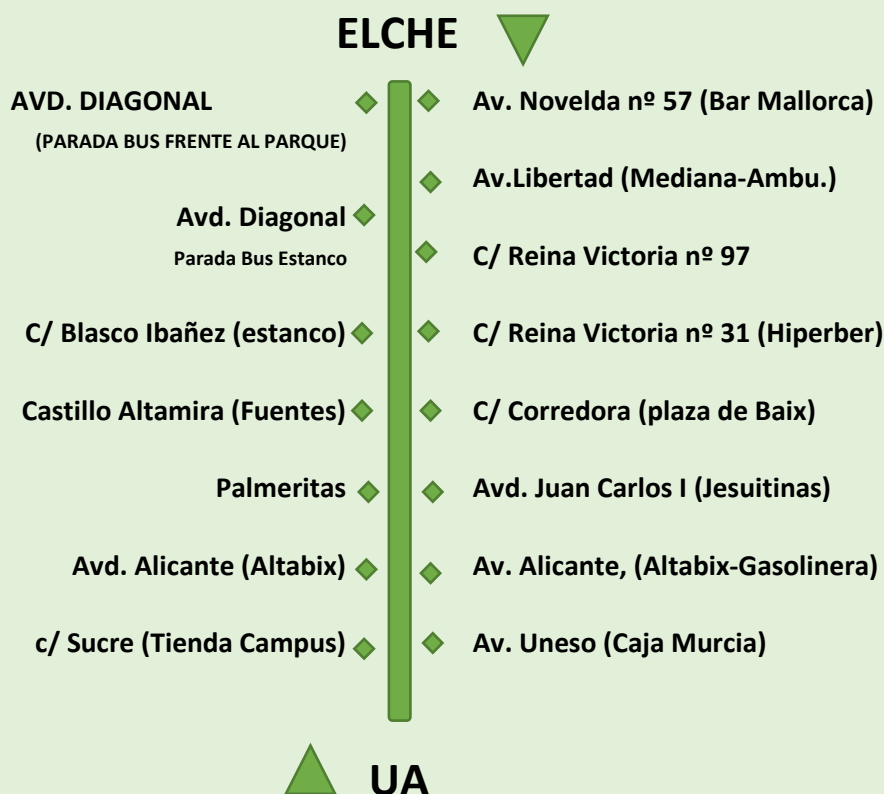 ELCHE
AVD. DIAGONAL
(PARADA BUS FRENTE AL PARQUE)
Avd. Diagonal
Parada Bus Estanco
C/ Blasco Ibañez (estanco)
Castillo Altamira (Fuentes)
Palmeritas
Avd. Alicante (Altabix)
c/ Sucre (Tienda Campus)
Av. Novelda nº 57 (Bar Mallorca)
Av.Libertad (Mediana-Ambu.)
C/ Reina Victoria nº 97
C/ Reina Victoria nº 31 (Hiperber)
C/ Corredora (plaza de Baix)
Avd. Juan Carlos I (Jesuitinas)
Av. Alicante, (Altabix-Gasolinera)
Av. Uneso (Caja Murcia)
UA